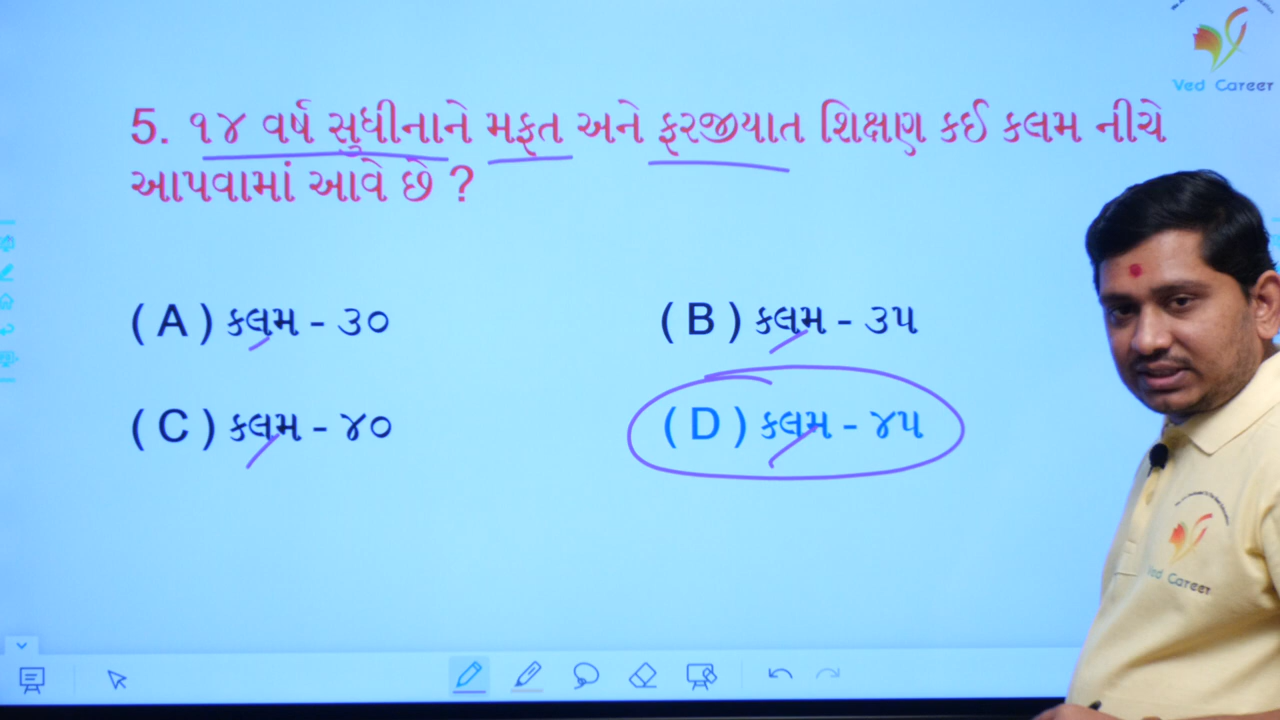 Ved Career
5. ૧૪ વર્ષ સુધીનાને મફત અને ફરજીયાત શિક્ષણ કઈ કલમ નીચે
આપવામાં આવે છે ?
( A ) કલમ - ૩૦
( B ) કલમ - ૩૫
( C ) કલમ - ૪૦
( D ) કલમ - ૪૫
Ved Career